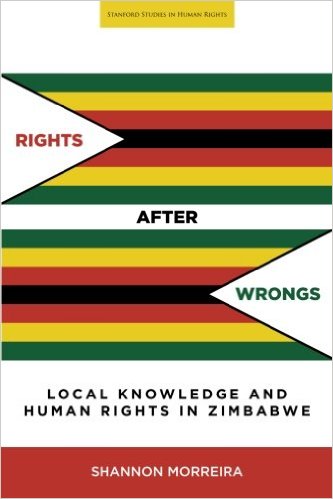 STANFORD STUDIES IN HUMAN RIGHTS
RIGHTS
AFTER
WRONGS
LOCAL KNOWLEDGE AND
HUMAN RIGHTS IN ZIMBABWE
SHANNON MORREIRA